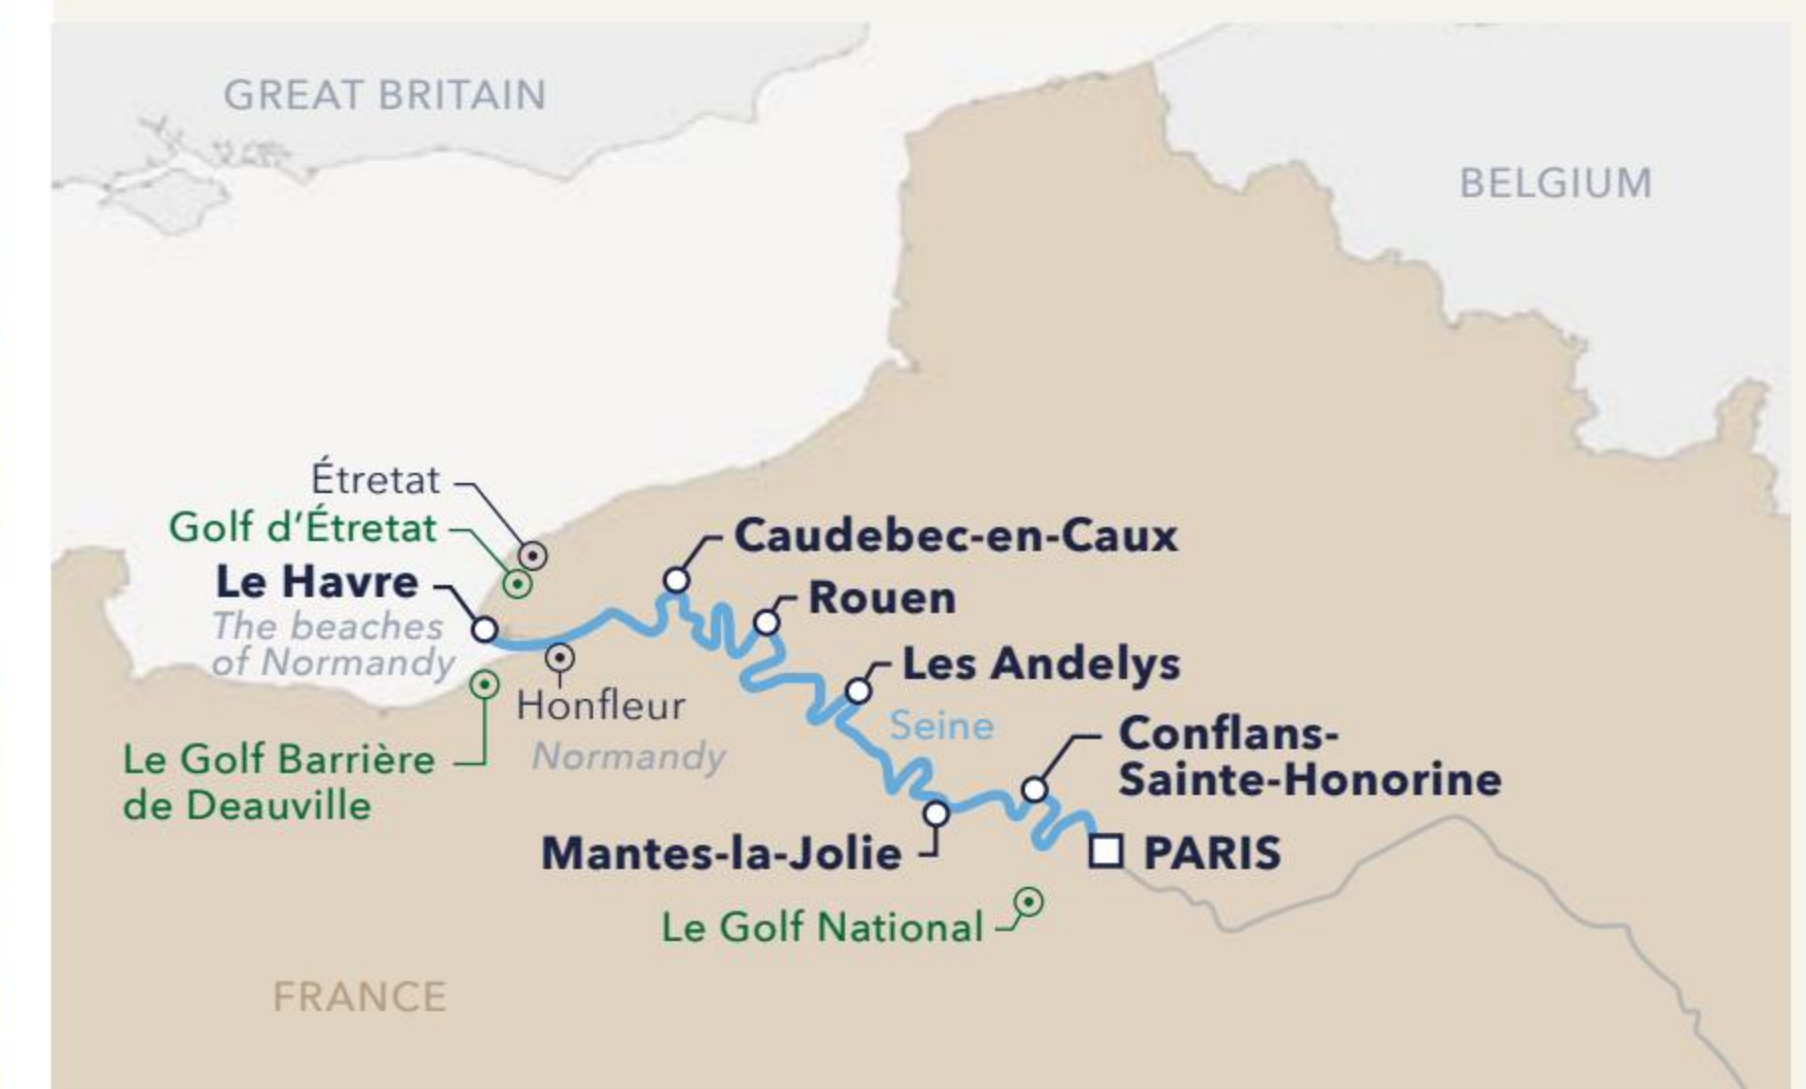 GREAT BRITAIN
BELGIUM
Étretat
Golf d'Étretat
Le Havre
The beaches
of Normandy
Caudebec-en-Caux
Rouen
Les Andelys
Seine
Honfleur
Normandy
Le Golf Barrière
de Deauville
Conflans-
Sainte-Honorine
Mantes-la-Jolie
PARIS
Le Golf National
FRANCE